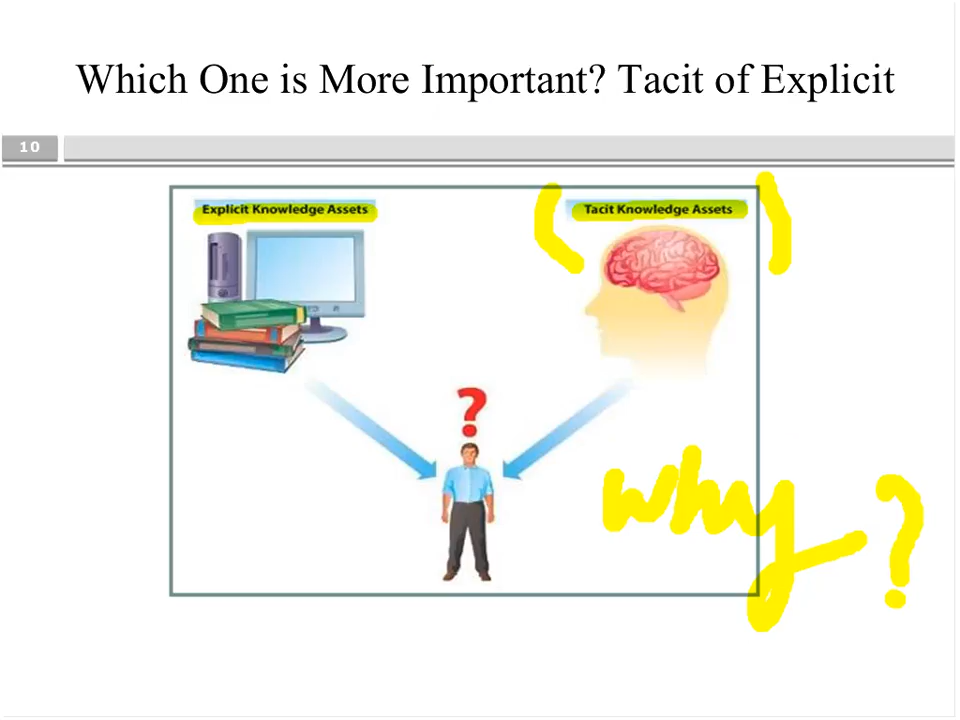 Which One is More Important? Tacit of Explicit
10
Explicit Knowledge Assets
Tacit Knowledge Assets
?
why?